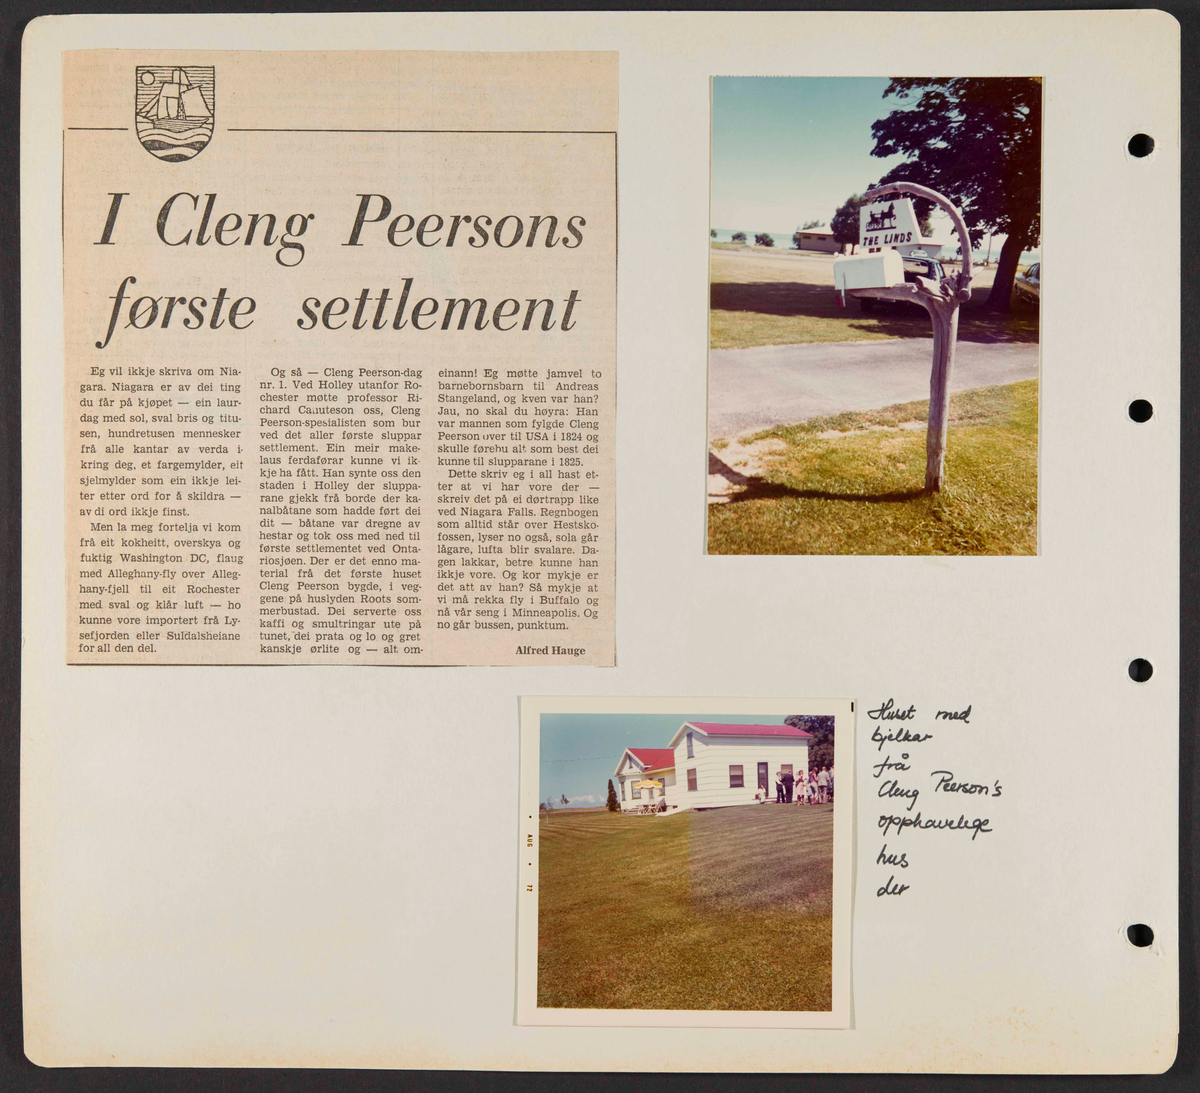 I Cleng Peersons
første settlement
Eg vil ikkje skriva om Nia-
gara. Niagara er av dei ting
du får på kjøpet — ein laur-
dag med sol, sval bris og titu-
sen, hundretusen mennesker
frå alle kantar av verda i-
kring deg, et fargemylder, eit
sjelmylder som ein ikkje lei-
ter etter ord for å skildra —
av di ord ikkje finst.
Men la meg fortelja vi kom
frå eit kokheitt, overskya og
fuktig Washington DC, flaug
med Alleghany-fly over Alleg-
hany-fjell til eit Rochester
med sval og klår luft — ho
kunne vore importert frå Ly-
sefjorden eller Suldalsheiane
for all den del.
Og så — Cleng Peerson-dag
nr. 1. Ved Holley utanfor Ro-
chester møtte professor Ri-
chard Canuteson oss, Cleng
Peerson-spesialisten som bur
ved det aller første sluppar
settlement. Ein meir make-
laus ferdaførar kunne vi ik-
kje ha fått. Han synte oss den
staden i Holley der sluppa-
rane gjekk frå borde der ka-
nalbåtane som hadde ført dei
dit — båtane var dregne av
hestar og tok oss med ned til
første settlementet ved Onta-
riosjøen. Der er det enno ma-
terial frå det første huset
Cleng Peerson bygde, i veg-
gene på huslyden Roots som-
merbustad. Dei serverte oss
kaffi og smultringar ute på
tunet, dei prata og lo og gret
kanskje ørlite og — alt om-
einann! Eg møtte jamvel to
barnebornsbarn til Andreas
Stangeland, og kven var han?
Jau, no skal du høyra: Han
var mannen som fylgde Cleng
Peerson over til USA i 1824 og
skulle førebu alt som best dei
kunne til slupparane i 1825.
Dette skriv eg i all hast et-
ter at vi har vore der —
skreiv det på ei dørtrapp like
ved Niagara Falls. Regnbogen
som alltid står over Hestsko-
fossen, lyser no også, sola går
lågare, lufta blir svalare. Da-
gen lakkar, betre kunne han
ikkje vore. Og kor mykje er
det att av han? Så mykje at
vi må rekka fly i Buffalo og
nå vår seng i Minneapolis. Og
no går bussen, punktum.
Alfred Hauge
THE LINDS
• AUG • 72
Huset med
bjelkar
frå
Cleng Peerson's
opphavelege
hus
der